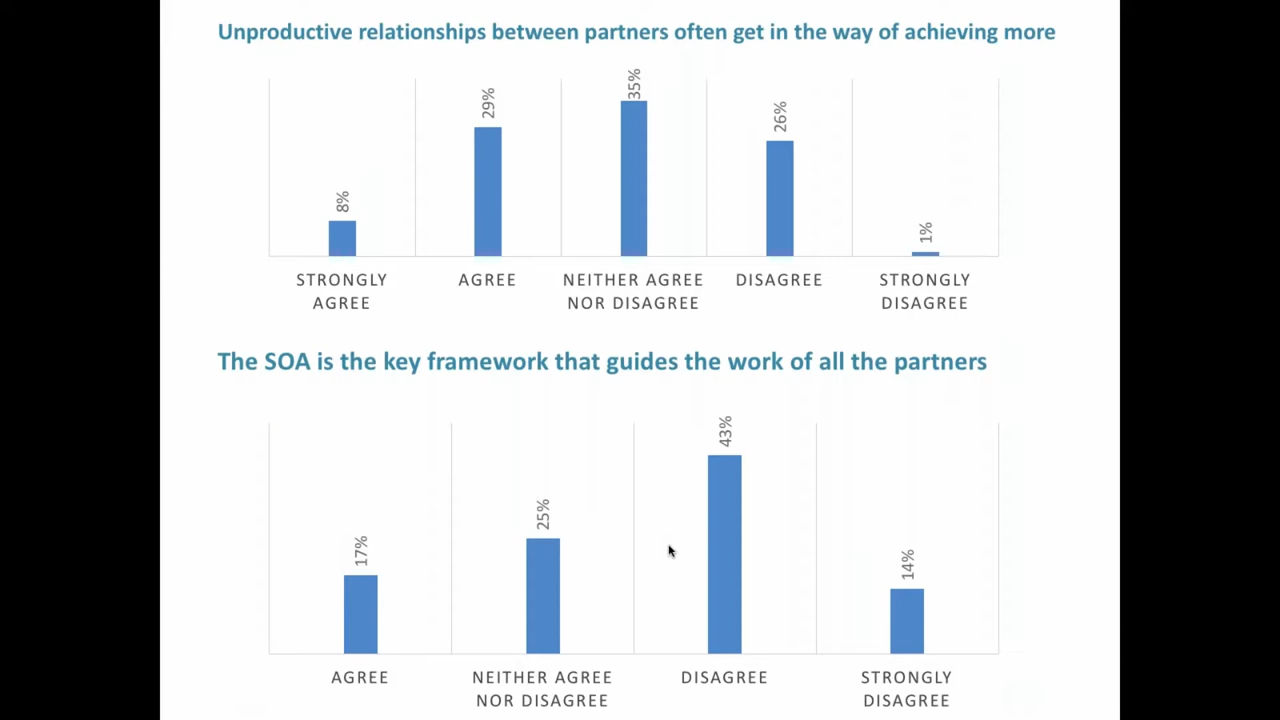 Unproductive relationships between partners often get in the way of achieving more
8%
29%
35%
26%
1%
STRONGLY AGREE
AGREE
NEITHER AGREE NOR DISAGREE
DISAGREE
STRONGLY DISAGREE
The SOA is the key framework that guides the work of all the partners
17%
25%
43%
14%
AGREE
NEITHER AGREE NOR DISAGREE
DISAGREE
STRONGLY DISAGREE